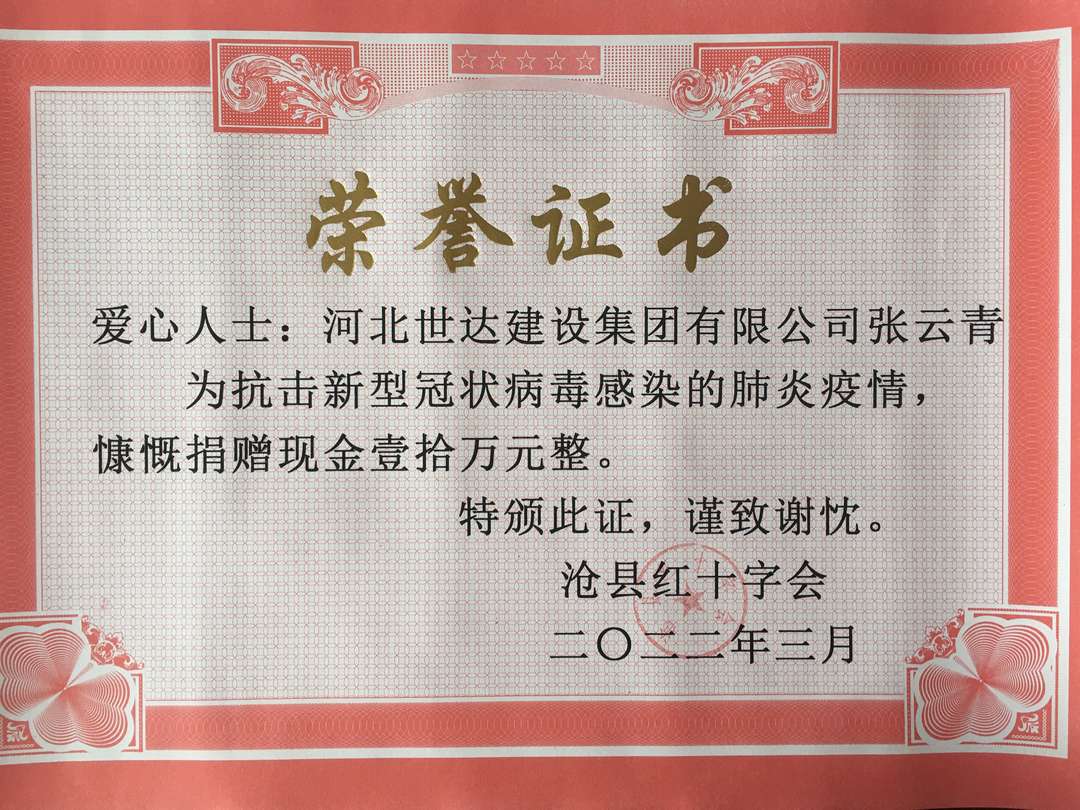 荣誉证书
爱心人士：河北世达建设集团有限公司张云青
为抗击新型冠状病毒感染的肺炎疫情，
慷慨捐赠现金壹拾万元整。
特颁此证，谨致谢忱。
沧县红十字会
二〇二二年三月